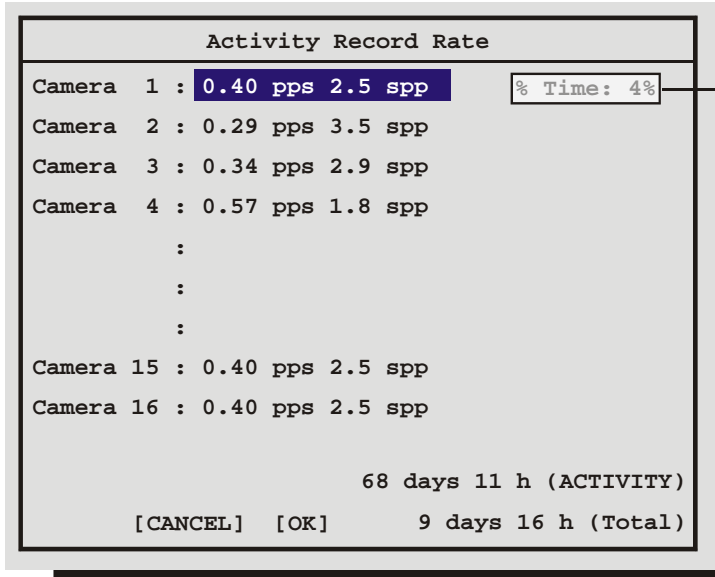 Activity Record Rate
Camera 1 : 0.40 pps 2.5 spp % Time: 4%
Camera 2 : 0.29 pps 3.5 spp
Camera 3 : 0.34 pps 2.9 spp
Camera 4 : 0.57 pps 1.8 spp
:
:
:
Camera 15 : 0.40 pps 2.5 spp
Camera 16 : 0.40 pps 2.5 spp
68 days 11 h (ACTIVITY)
[CANCEL] [OK] 9 days 16 h (Total)